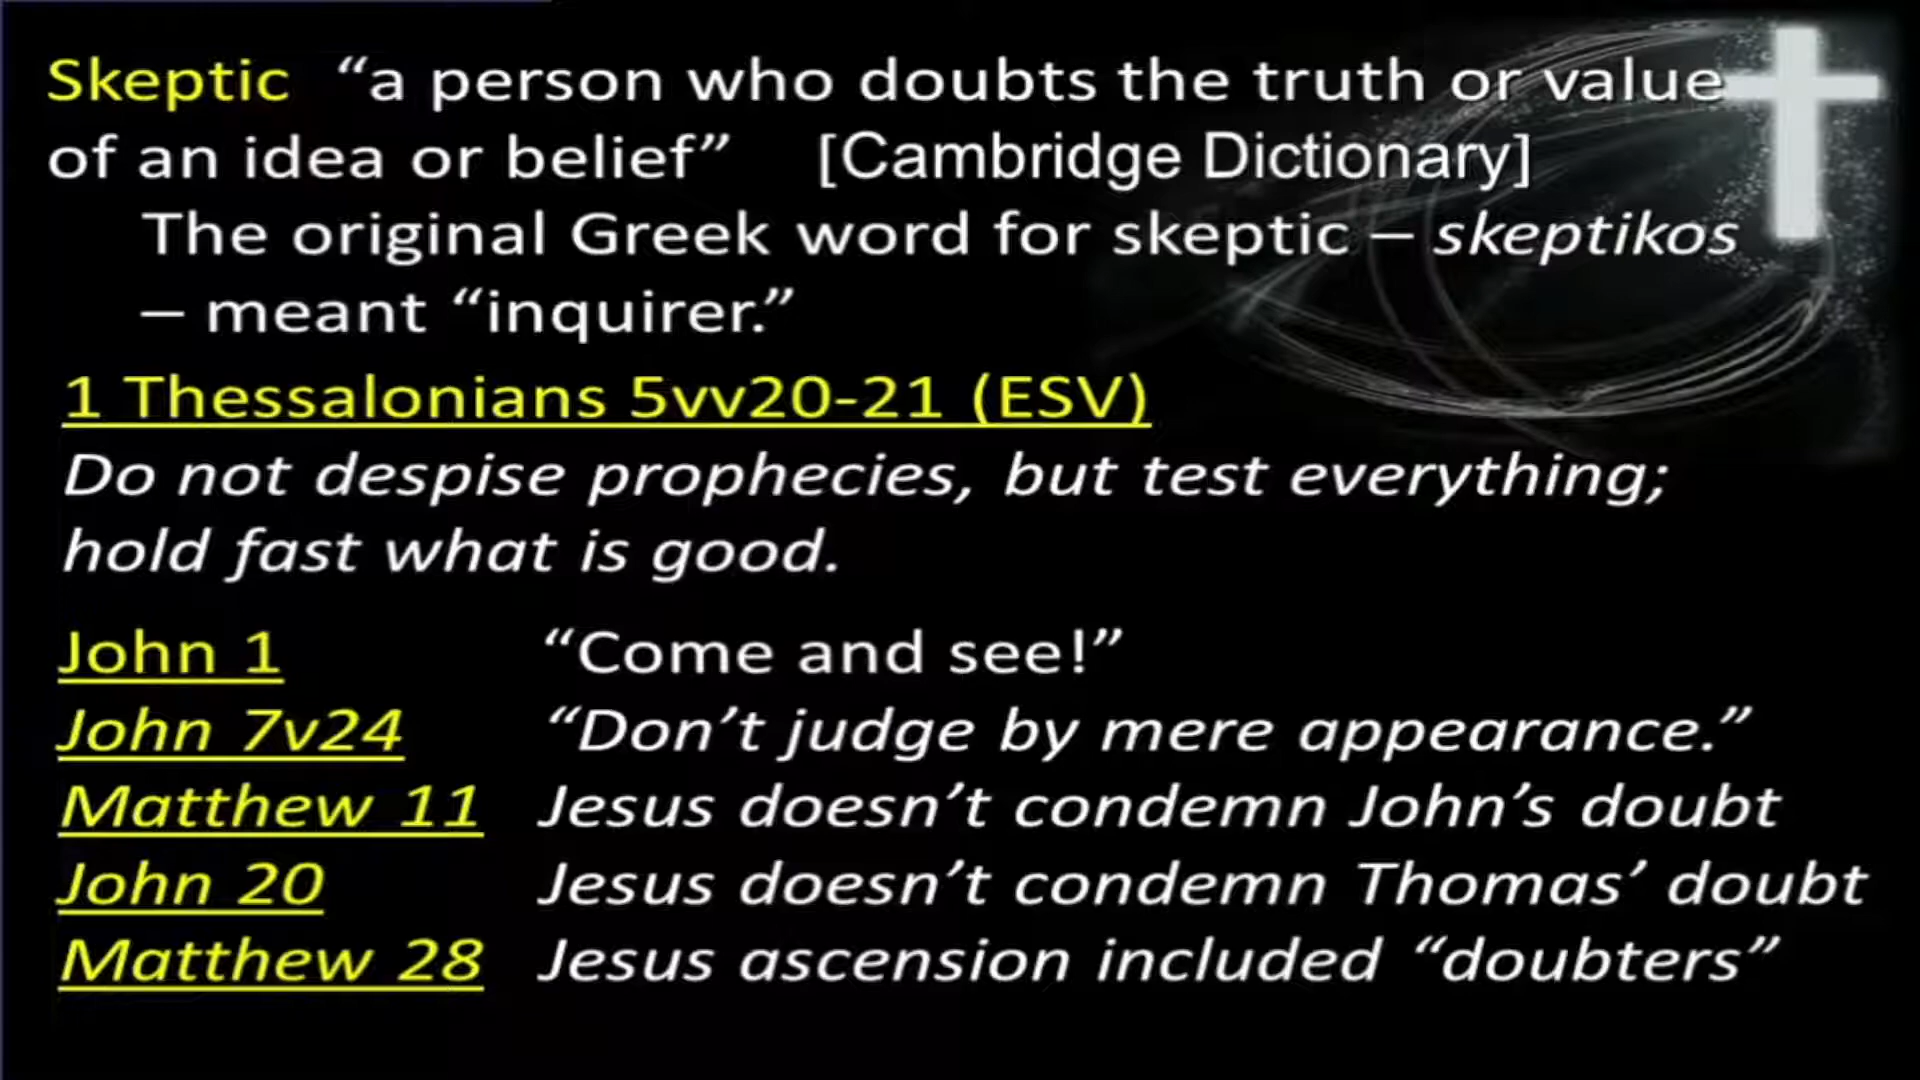 Skeptic “a person who doubts the truth or value
of an idea or belief” [Cambridge Dictionary]
The original Greek word for skeptic – skeptikos
– meant “inquirer.”
1 Thessalonians 5vv20-21 (ESV)
Do not despise prophecies, but test everything;
hold fast what is good.
John 1 “Come and see!”
John 7v24 “Don’t judge by mere appearance.”
Matthew 11 Jesus doesn’t condemn John’s doubt
John 20 Jesus doesn’t condemn Thomas’ doubt
Matthew 28 Jesus ascension included “doubters”